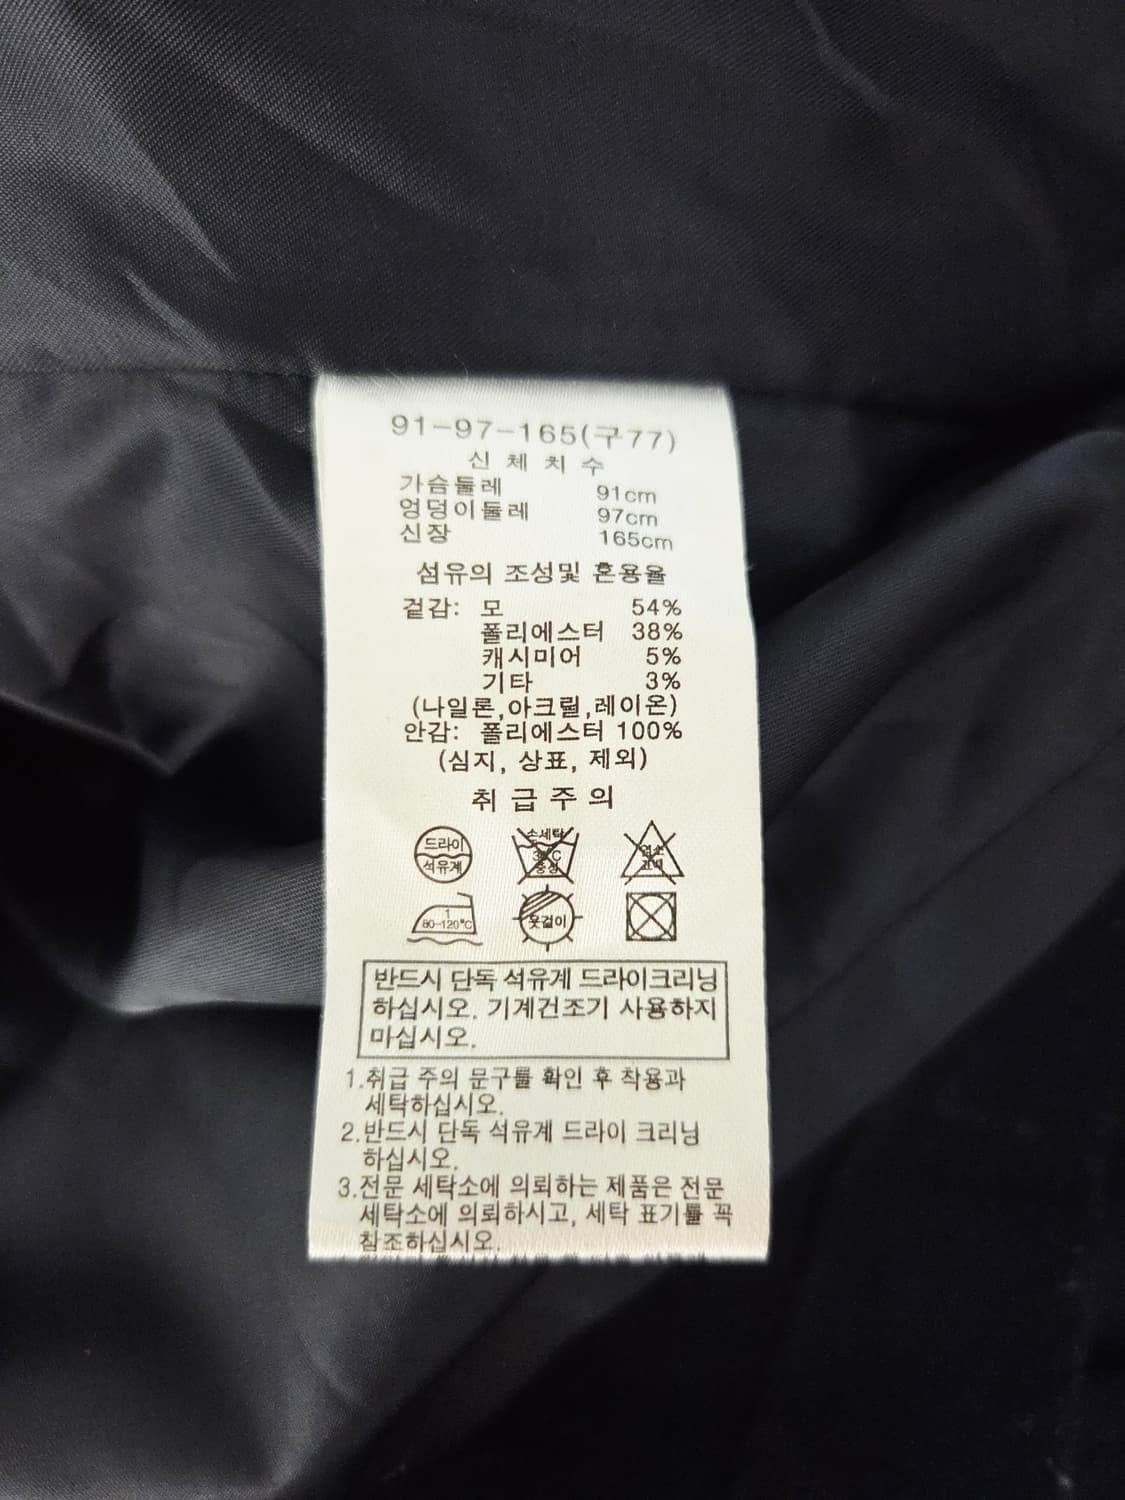 91-97-165(구77)
신 체 치 수
가슴둘레 91cm
엉덩이둘레 97cm
신장 165cm
섬유의 조성및 혼용율
겉감: 모 54%
폴리에스터 38%
캐시미어 5%
기타 3%
(나일론,아크릴,레이온)
안감: 폴리에스터 100%
(심지, 상표, 제외)
취 급 주 의
드라이
석유계
손세탁
중성
염소
표백
1
80-120℃
옷걸이
반드시 단독 석유계 드라이크리닝
하십시오. 기계건조기 사용하지
마십시오.
1.취급 주의 문구를 확인 후 착용과
세탁하십시오.
2.반드시 단독 석유계 드라이 크리닝
하십시오.
3.전문 세탁소에 의뢰하는 제품은 전문
세탁소에 의뢰하시고, 세탁 표기를 꼭
참조하십시오.